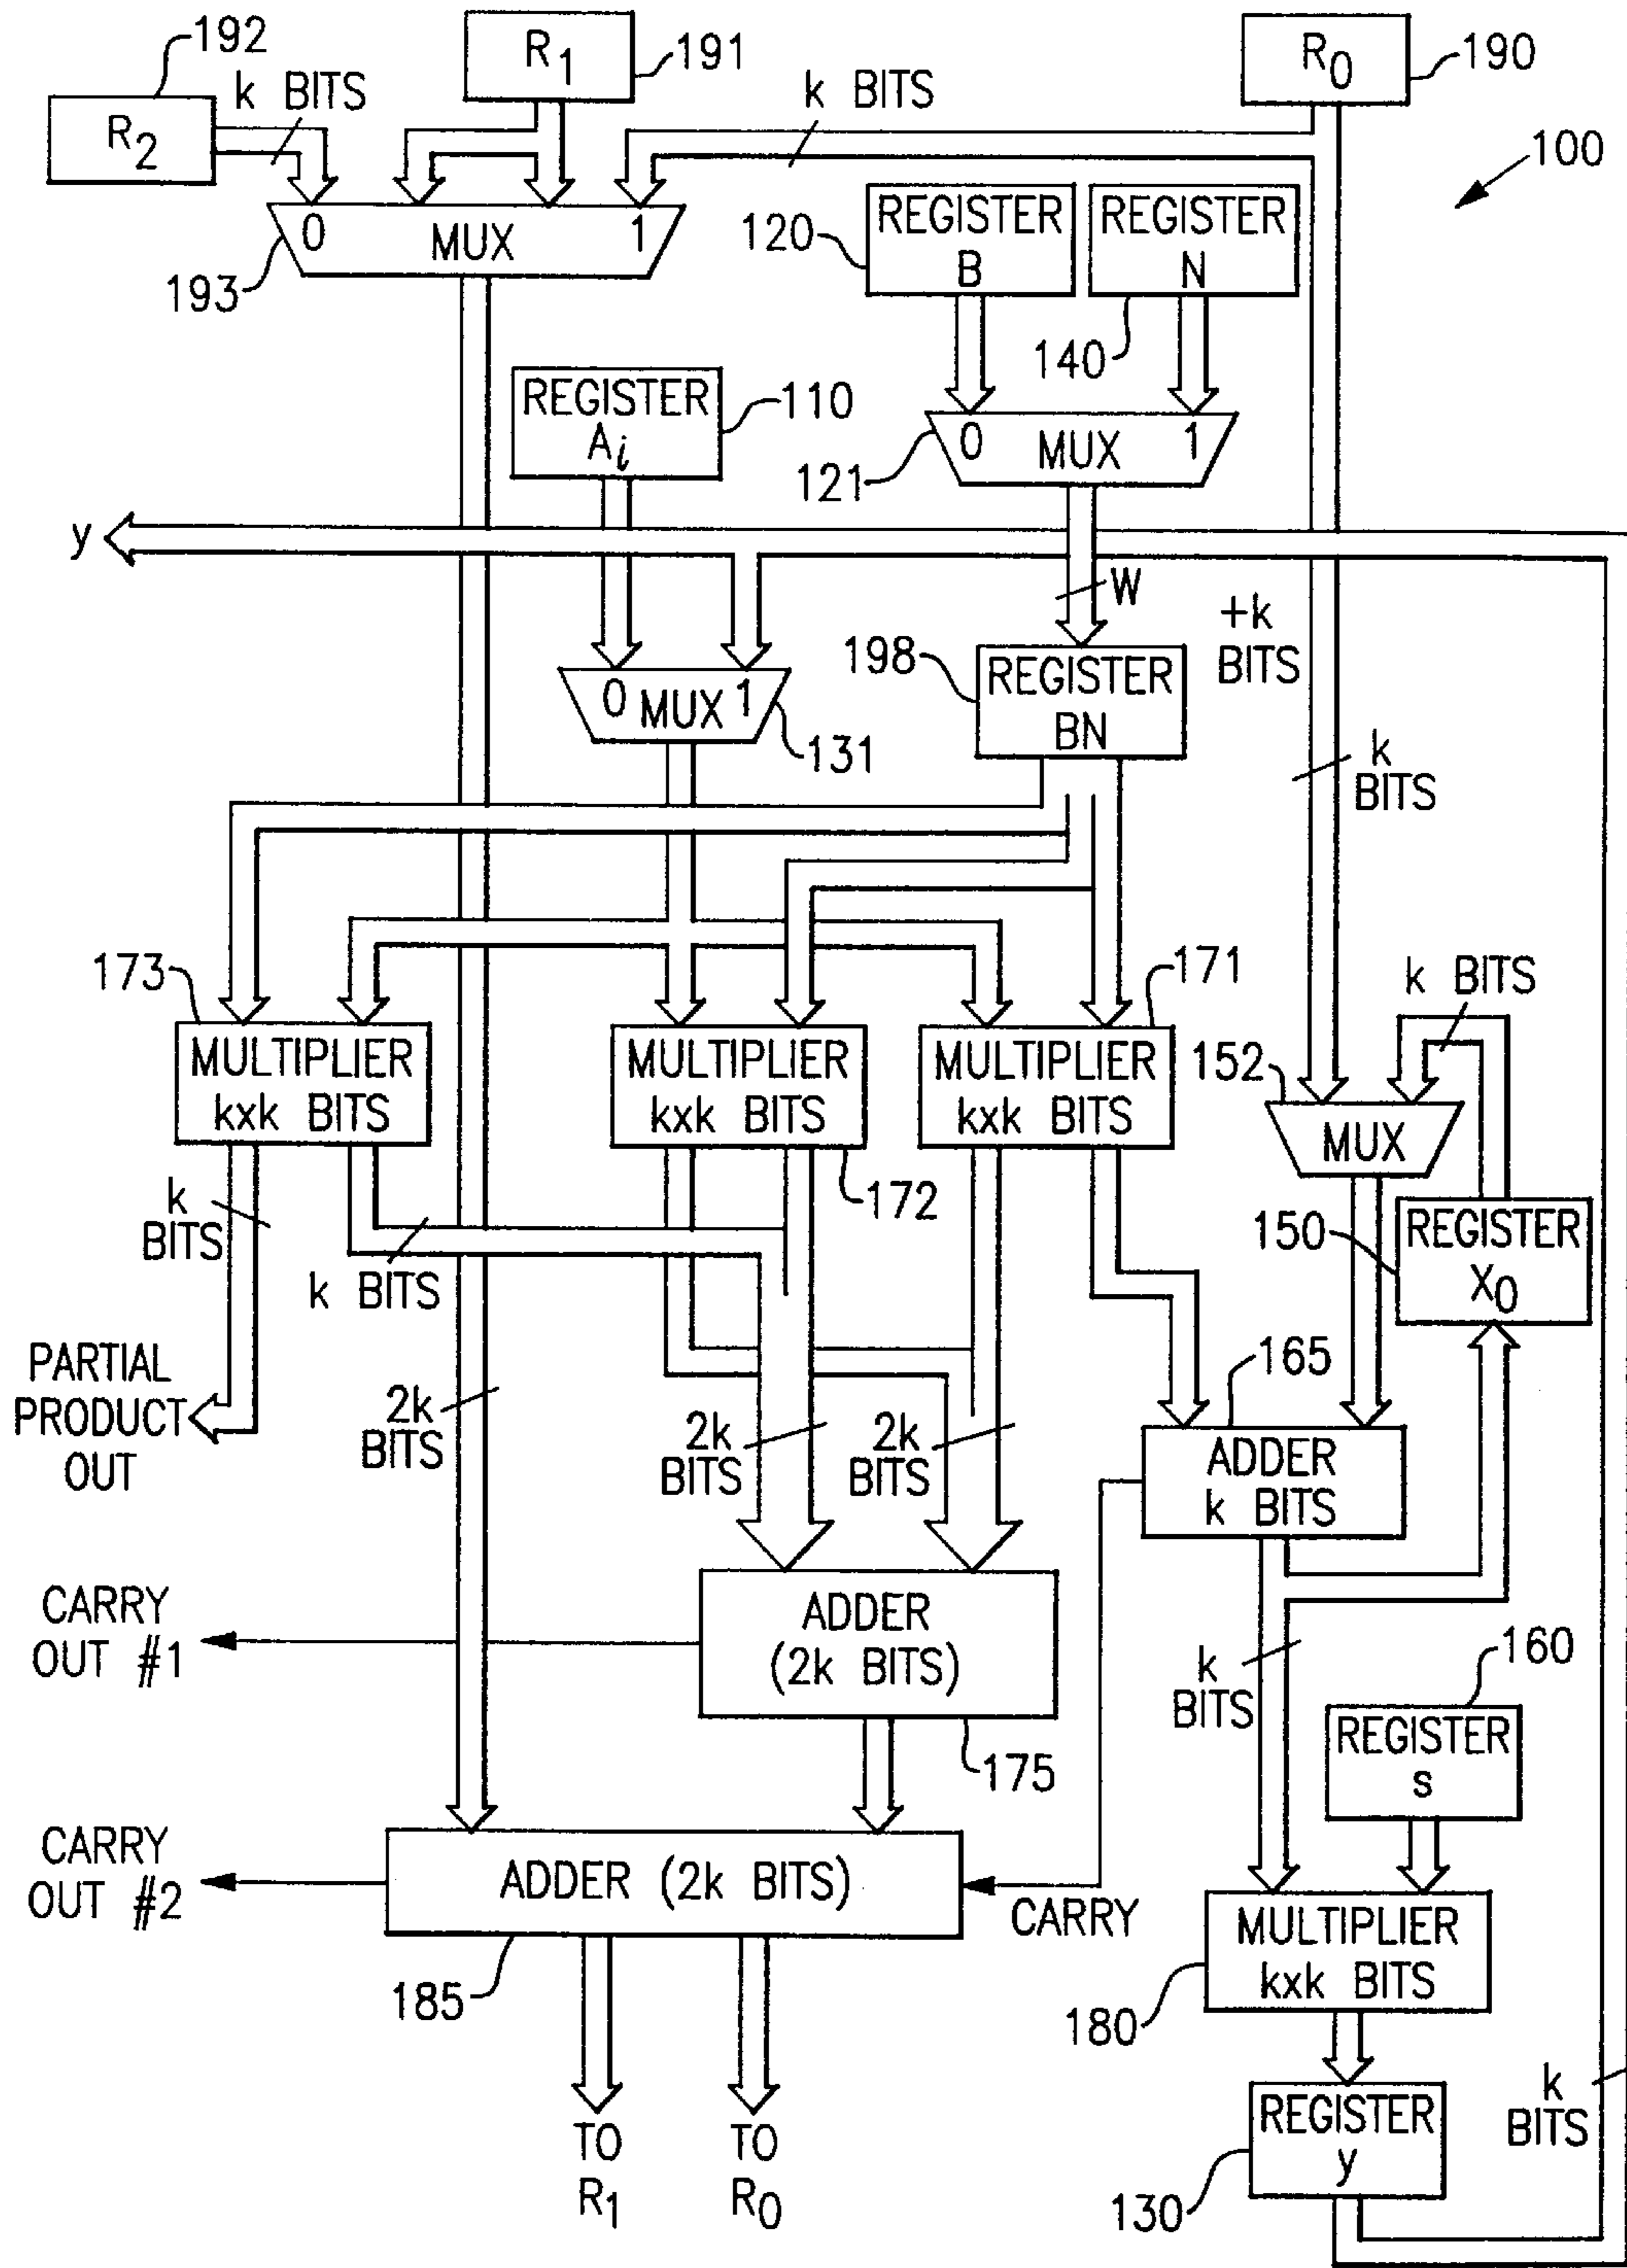 192
R1
191
R0
190
k BITS
k BITS
R2
100
0 MUX 1
193
120
REGISTER
B
REGISTER
N
140
REGISTER
Ai
110
0 MUX 1
121
y
W
+k
BITS
198
REGISTER
BN
0 MUX 1
131
k
BITS
173
171
k BITS
MULTIPLIER
kxk BITS
MULTIPLIER
kxk BITS
MULTIPLIER
kxk BITS
152
MUX
172
k
BITS
k BITS
150
REGISTER
X0
PARTIAL
PRODUCT
OUT
2k
BITS
2k
BITS
2k
BITS
165
ADDER
k BITS
CARRY
OUT #1
ADDER
(2k BITS)
175
k
BITS
160
REGISTER
s
CARRY
OUT #2
ADDER (2k BITS)
CARRY
185
MULTIPLIER
kxk BITS
180
TO
R1
TO
R0
REGISTER
y
130
k
BITS